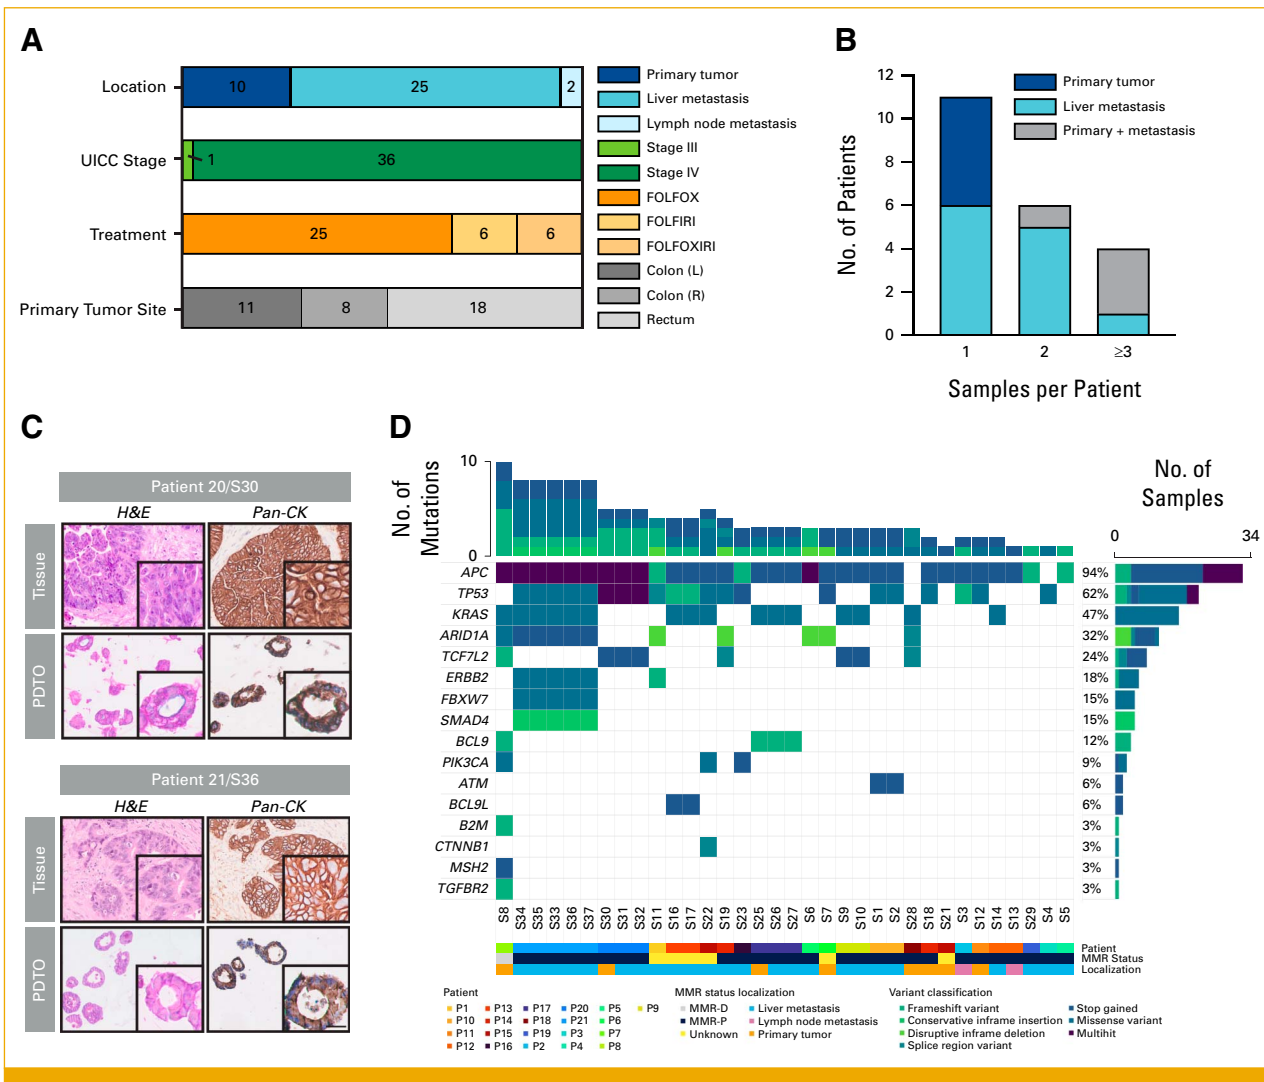 A
Location
10
25
2
UICC Stage
1
36
Treatment
25
6
6
Primary Tumor Site
11
8
18
Primary tumor
Liver metastasis
Lymph node metastasis
Stage III
Stage IV
FOLFOX
FOLFIRI
FOLFOXIRI
Colon (L)
Colon (R)
Rectum
B
No. of Patients
12
10
8
6
4
2
0
1
2
≥3
Samples per Patient
Primary tumor
Liver metastasis
Primary + metastasis
C
Patient 20/S30
H&E
Pan-CK
Tissue
PDTO
Patient 21/S36
H&E
Pan-CK
Tissue
PDTO
D
No. of
Mutations
10
0
No. of
Samples
0
34
APC
94%
TP53
62%
KRAS
47%
ARID1A
32%
TCF7L2
24%
ERBB2
18%
FBXW7
15%
SMAD4
15%
BCL9
12%
PIK3CA
9%
ATM
6%
BCL9L
6%
B2M
3%
CTNNB1
3%
MSH2
3%
TGFBR2
3%
S8 S34 S35 S33 S36 S37 S30 S31 S32 S11 S16 S17 S22 S19 S23 S25 S26 S27 S6 S7 S9 S10 S1 S2 S28 S18 S21 S3 S12 S14 S13 S29 S4 S5
Patient
MMR Status
Localization
Patient
P1 P13 P17 P20 P5 P9
P10 P14 P18 P21 P6
P11 P15 P19 P3 P7
P12 P16 P2 P4 P8
MMR status localization
MMR-D Liver metastasis
MMR-P Lymph node metastasis
Unknown Primary tumor
Variant classification
Frameshift variant Stop gained
Conservative inframe insertion Missense variant
Disruptive inframe deletion Multihit
Splice region variant